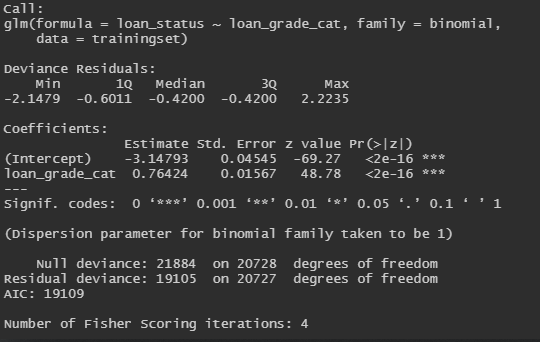 Call:
glm(formula = loan_status ~ loan_grade_cat, family = binomial,
    data = trainingset)

Deviance Residuals:
    Min       1Q   Median       3Q      Max
-2.1479  -0.6011  -0.4200  -0.4200   2.2235

Coefficients:
               Estimate Std. Error z value Pr(>|z|)
(Intercept)    -3.14793    0.04545  -69.27   <2e-16 ***
loan_grade_cat  0.76424    0.01567   48.78   <2e-16 ***
---
Signif. codes:  0 ‘***’ 0.001 ‘**’ 0.01 ‘*’ 0.05 ‘.’ 0.1 ‘ ’ 1

(Dispersion parameter for binomial family taken to be 1)

    Null deviance: 21884  on 20728  degrees of freedom
Residual deviance: 19105  on 20727  degrees of freedom
AIC: 19109

Number of Fisher Scoring iterations: 4